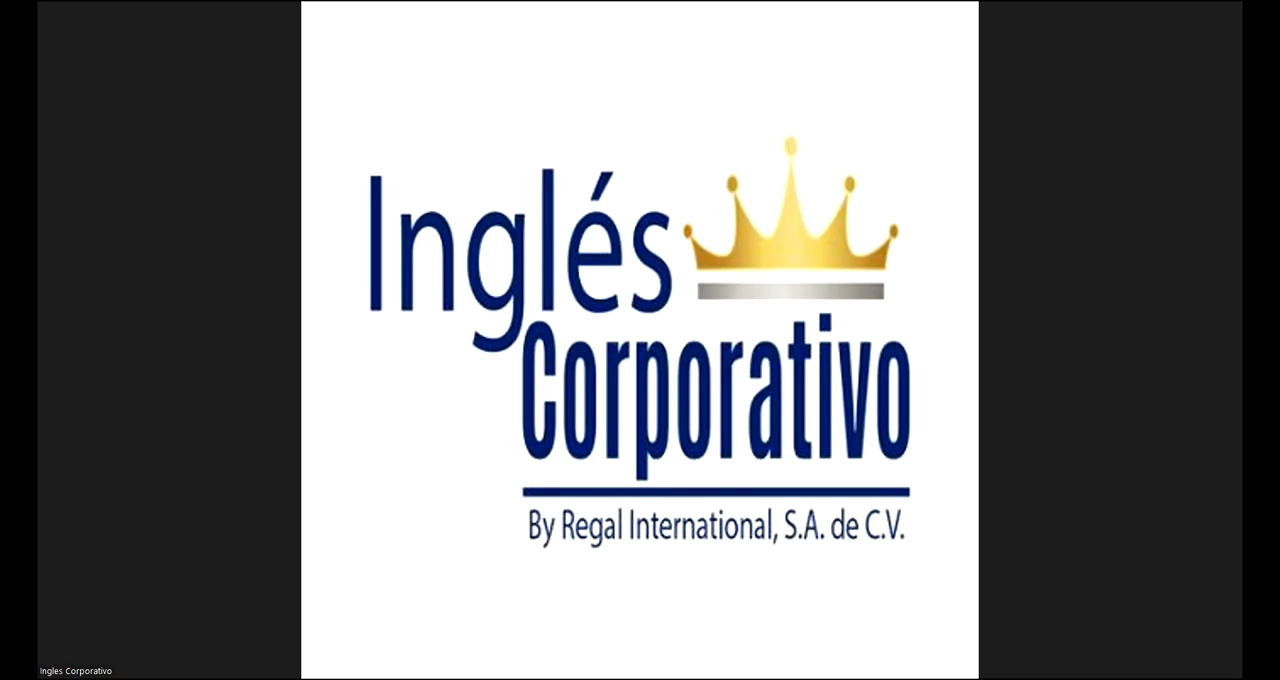 Inglés
Corporativo
By Regal International, S.A. de C.V.
Ingles Corporativo